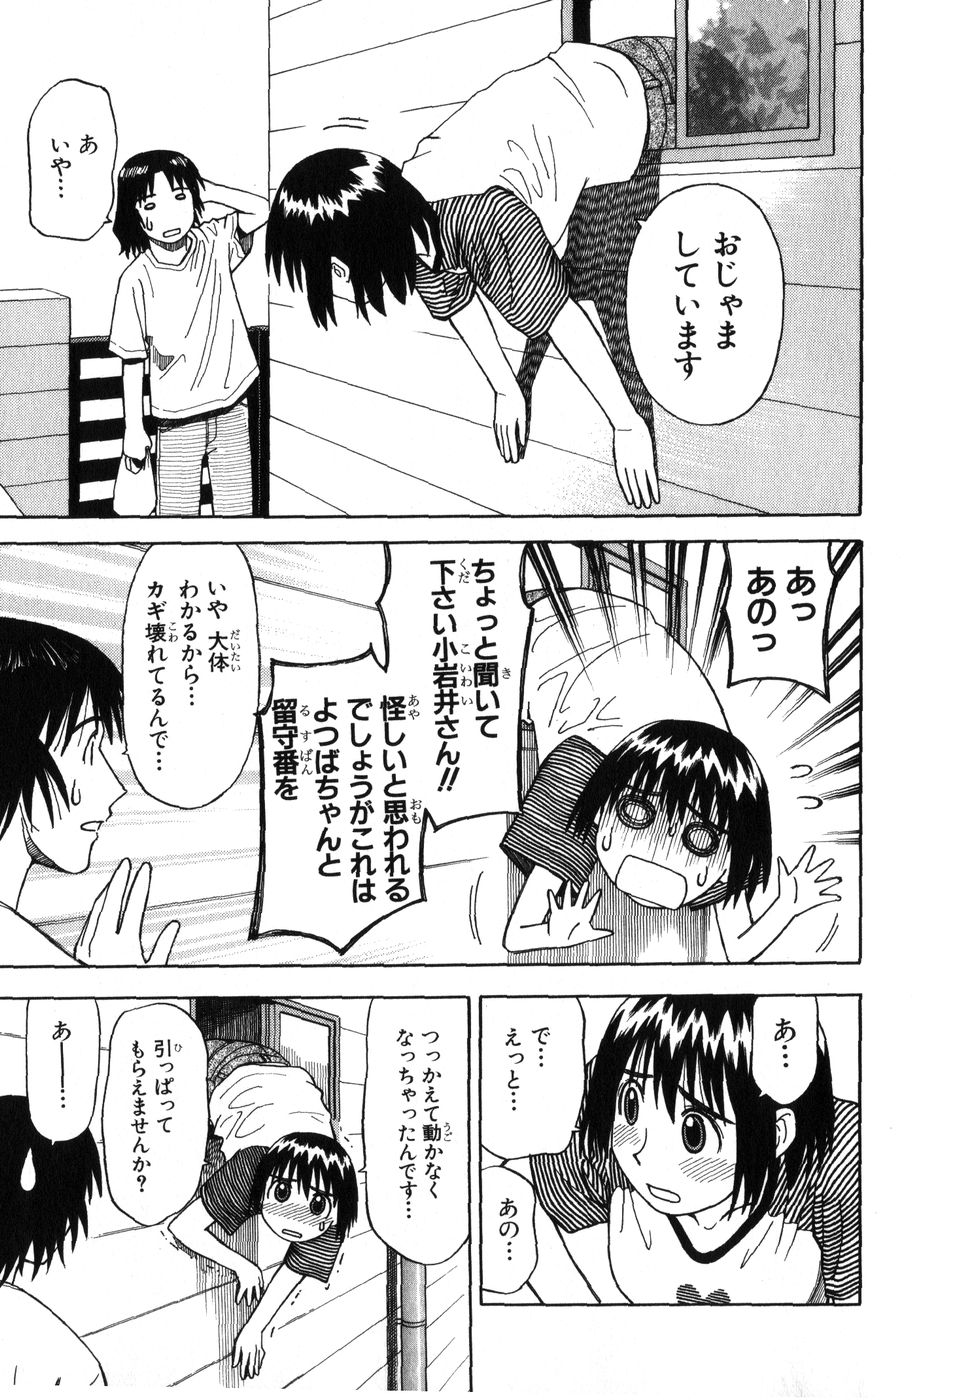 おじゃま
しています
あ
いや…
あっ
あのっ
ちょっと聞いて
下さい小岩井さん!!
怪しいと思われる
でしょうがこれは
よつばちゃんと
留守番を
いや 大体
わかるから…
カギ壊れてるんで…
あ…
で…
えっと…
あの…
つっかえて動かなく
なっちゃったんです…
引っぱって
もらえませんか?
あ――…